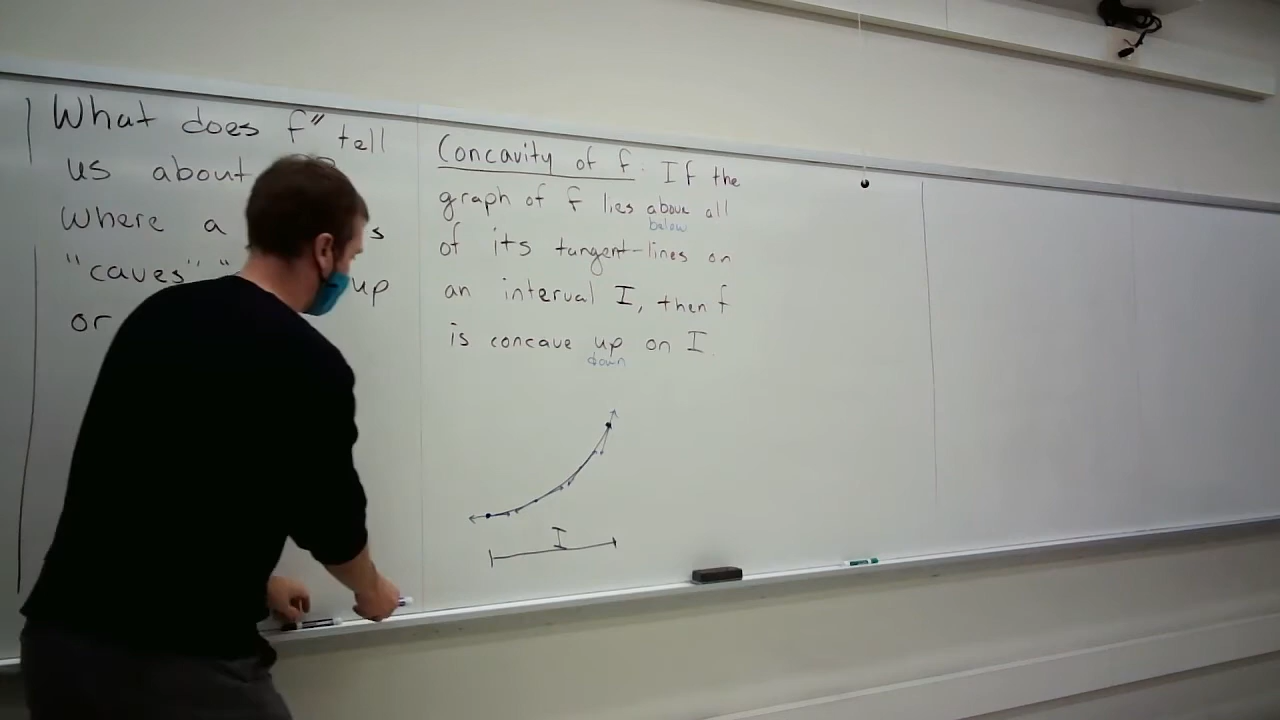 What does f" tell
us about
where a s
"caves" " up
or
Concavity of f. If the
graph of f lies above all
below
of its tangent-lines on
an interval I, then f
is concave up on I.
down
I